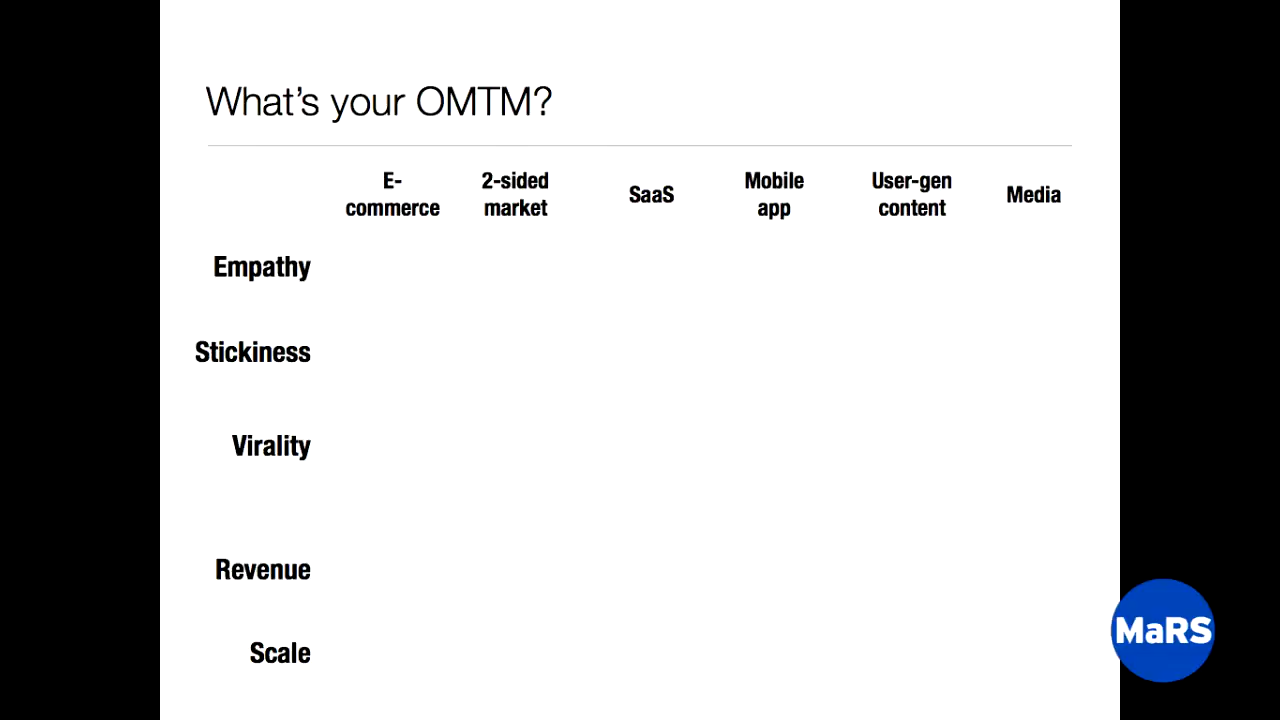 What's your OMTM?
E-
commerce
2-sided
market
SaaS
Mobile
app
User-gen
content
Media
Empathy
Stickiness
Virality
Revenue
Scale
MaRS